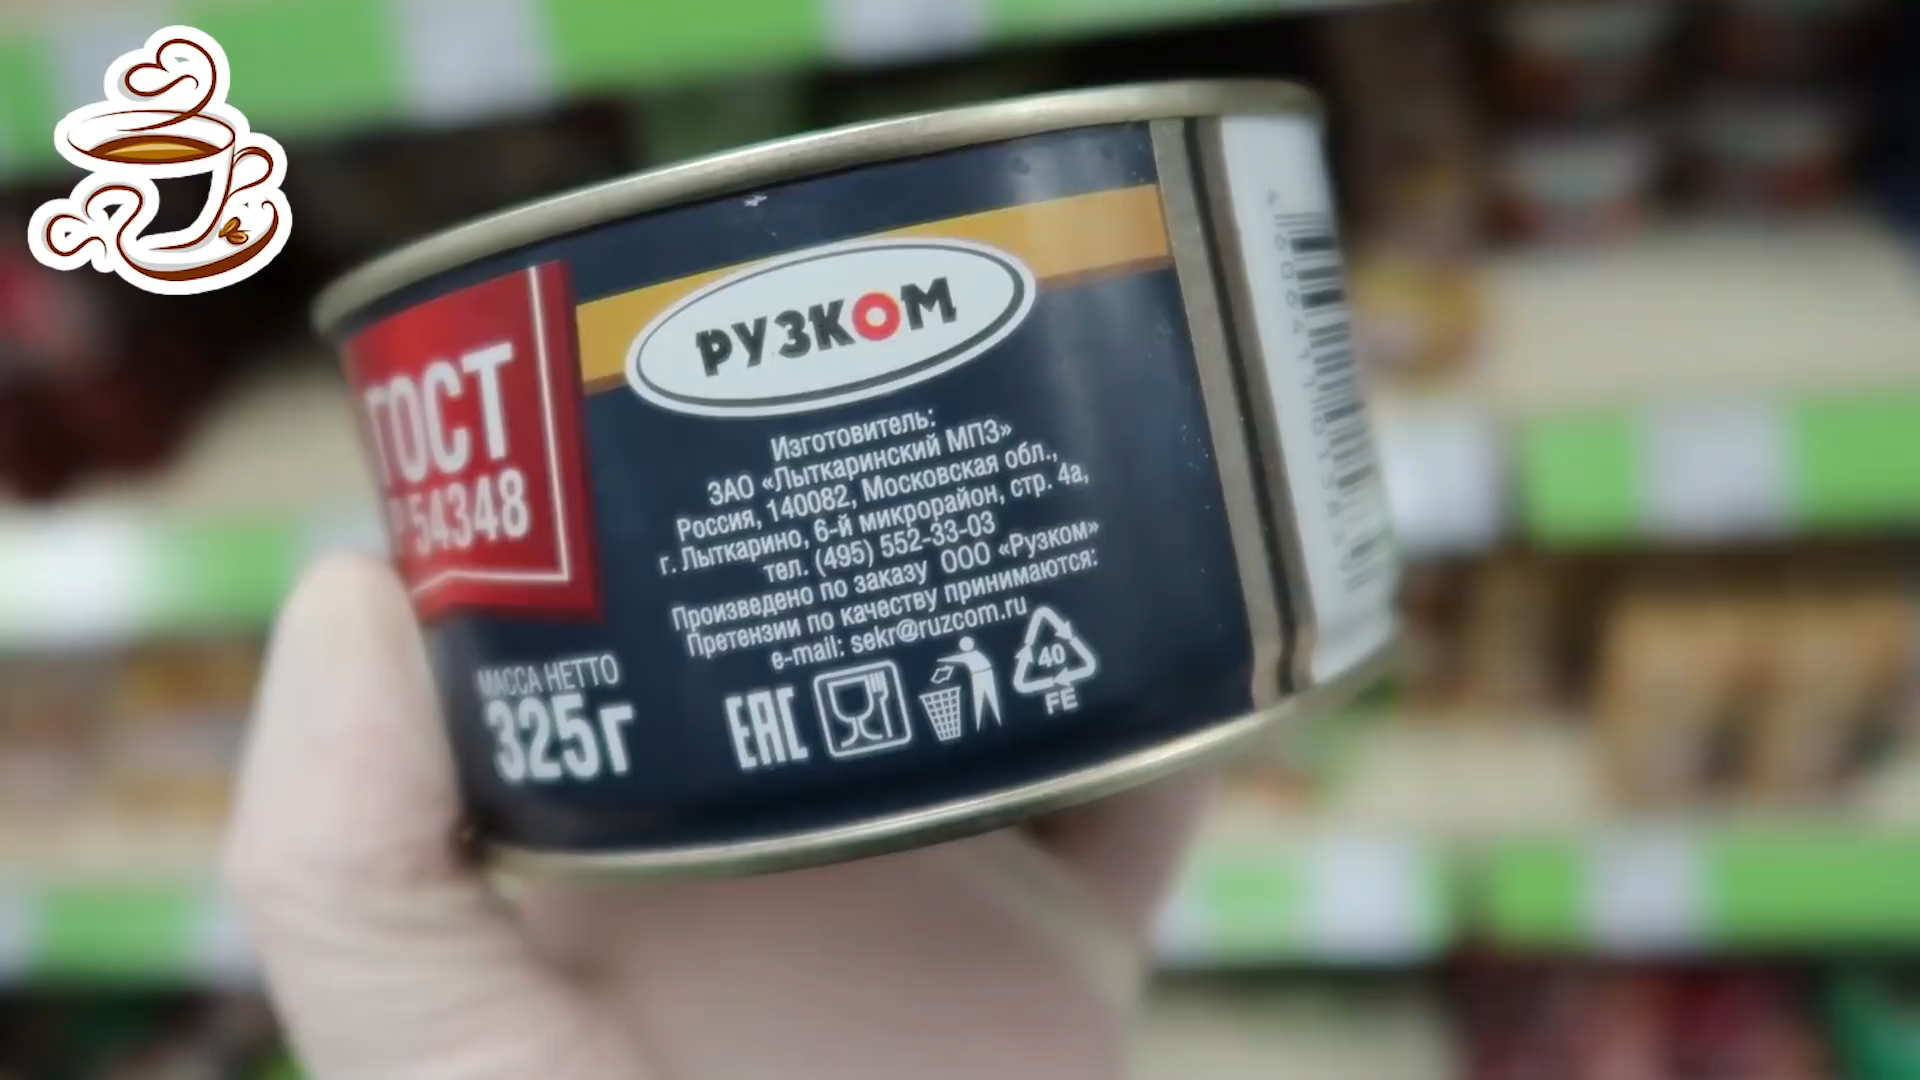 ГОСТ
Р 54348
МАССА НЕТТО
325г
РУЗКОМ
Изготовитель:
ЗАО «Лыткаринский МПЗ»
Россия, 140082, Московская обл.,
г. Лыткарино, 6-й микрорайон, стр. 4а,
тел. (495) 552-33-03
Произведено по заказу ООО «Рузком»
Претензии по качеству принимаются:
e-mail: sekr@ruzcom.ru
EAC
40
FE